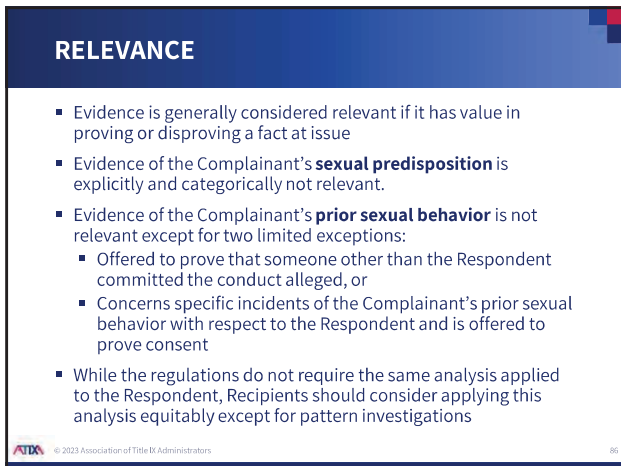 RELEVANCE
▪ Evidence is generally considered relevant if it has value in
proving or disproving a fact at issue
▪ Evidence of the Complainant's sexual predisposition is
explicitly and categorically not relevant.
▪ Evidence of the Complainant's prior sexual behavior is not
relevant except for two limited exceptions:
▪ Offered to prove that someone other than the Respondent
committed the conduct alleged, or
▪ Concerns specific incidents of the Complainant's prior sexual
behavior with respect to the Respondent and is offered to
prove consent
▪ While the regulations do not require the same analysis applied
to the Respondent, Recipients should consider applying this
analysis equitably except for pattern investigations
ATIXA © 2023 Association of Title IX Administrators 86